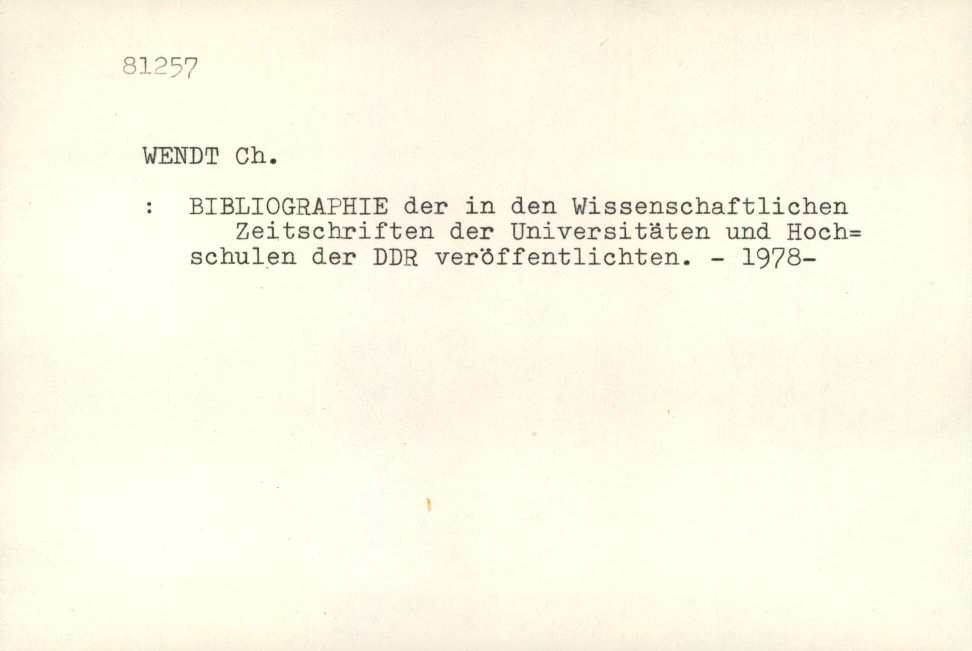 81257
WENDT Ch.
: BIBLIOGRAPHIE der in den Wissenschaftlichen
Zeitschriften der Universitäten und Hoch=
schulen der DDR veröffentlichten. - 1978-